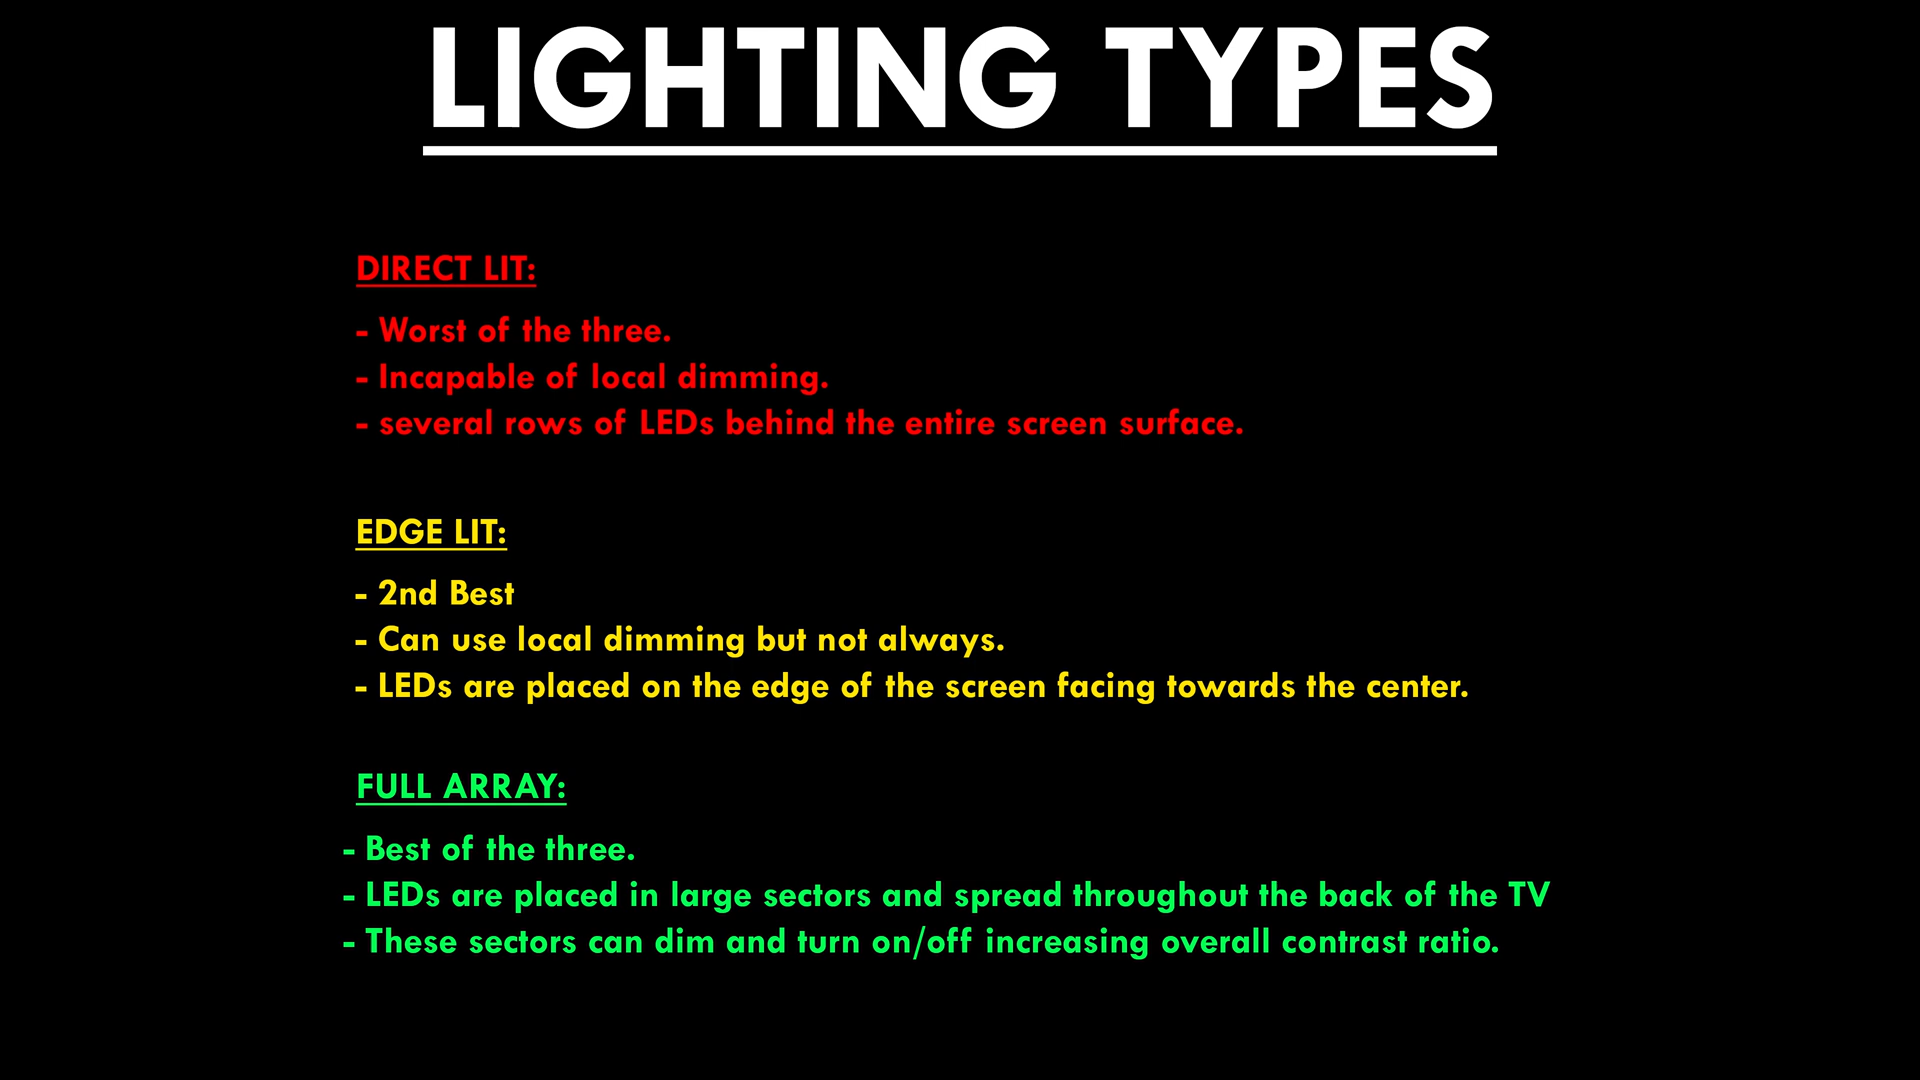 LIGHTING TYPES
DIRECT LIT:
- Worst of the three.
- Incapable of local dimming.
- several rows of LEDs behind the entire screen surface.
EDGE LIT:
- 2nd Best
- Can use local dimming but not always.
- LEDs are placed on the edge of the screen facing towards the center.
FULL ARRAY:
- Best of the three.
- LEDs are placed in large sectors and spread throughout the back of the TV
- These sectors can dim and turn on/off increasing overall contrast ratio.